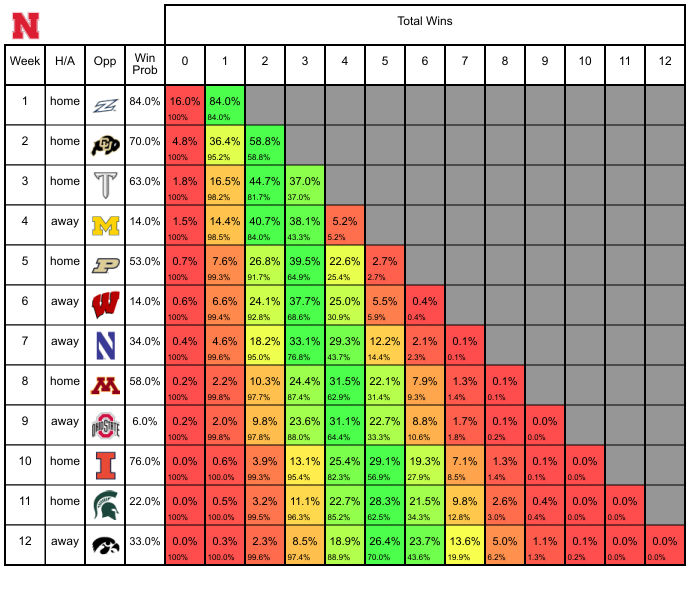 N
Total Wins
Week H/A Opp Win Prob 0 1 2 3 4 5 6 7 8 9 10 11 12
1 home Z 84.0% 16.0% 84.0%
100% 84.0%
2 home CU 70.0% 4.8% 36.4% 58.8%
100% 95.2% 58.8%
3 home T 63.0% 1.8% 16.5% 44.7% 37.0%
100% 98.2% 81.7% 37.0%
4 away M 14.0% 1.5% 14.4% 40.7% 38.1% 5.2%
100% 98.5% 84.0% 43.3% 5.2%
5 home P 53.0% 0.7% 7.6% 26.8% 39.5% 22.6% 2.7%
100% 99.3% 91.7% 64.9% 25.4% 2.7%
6 away W 14.0% 0.6% 6.6% 24.1% 37.7% 25.0% 5.5% 0.4%
100% 99.4% 92.8% 68.6% 30.9% 5.9% 0.4%
7 away N 34.0% 0.4% 4.6% 18.2% 33.1% 29.3% 12.2% 2.1% 0.1%
100% 99.6% 95.0% 76.8% 43.7% 14.4% 2.3% 0.1%
8 home M 58.0% 0.2% 2.2% 10.3% 24.4% 31.5% 22.1% 7.9% 1.3% 0.1%
100% 99.8% 97.7% 87.4% 62.9% 31.4% 9.3% 1.4% 0.1%
9 away OHIO STATE 6.0% 0.2% 2.0% 9.8% 23.6% 31.1% 22.7% 8.8% 1.7% 0.1% 0.0%
100% 99.8% 97.8% 88.0% 64.4% 33.3% 10.6% 1.8% 0.2% 0.0%
10 home I 76.0% 0.0% 0.6% 3.9% 13.1% 25.4% 29.1% 19.3% 7.1% 1.3% 0.1% 0.0%
100% 100.0% 99.3% 95.4% 82.3% 56.9% 27.9% 8.5% 1.4% 0.1% 0.0%
11 home 22.0% 0.0% 0.5% 3.2% 11.1% 22.7% 28.3% 21.5% 9.8% 2.6% 0.4% 0.0% 0.0%
100% 100.0% 99.5% 96.3% 85.2% 62.5% 34.3% 12.8% 3.0% 0.4% 0.0% 0.0%
12 away 33.0% 0.0% 0.3% 2.3% 8.5% 18.9% 26.4% 23.7% 13.6% 5.0% 1.1% 0.1% 0.0% 0.0%
100% 100.0% 99.6% 97.4% 88.9% 70.0% 43.6% 19.9% 6.2% 1.3% 0.2% 0.0% 0.0%